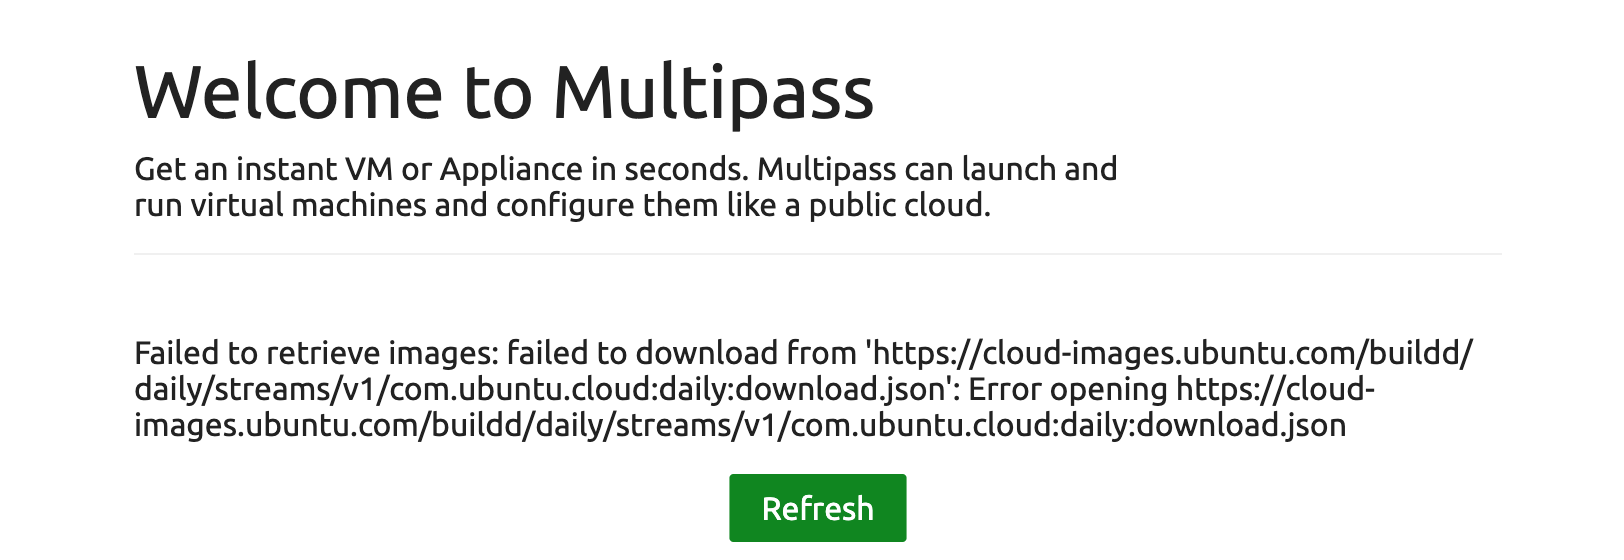 Welcome to Multipass
Get an instant VM or Appliance in seconds. Multipass can launch and
run virtual machines and configure them like a public cloud.
Failed to retrieve images: failed to download from 'https://cloud-images.ubuntu.com/buildd/
daily/streams/v1/com.ubuntu.cloud:daily:download.json': Error opening https://cloud-
images.ubuntu.com/buildd/daily/streams/v1/com.ubuntu.cloud:daily:download.json
Refresh